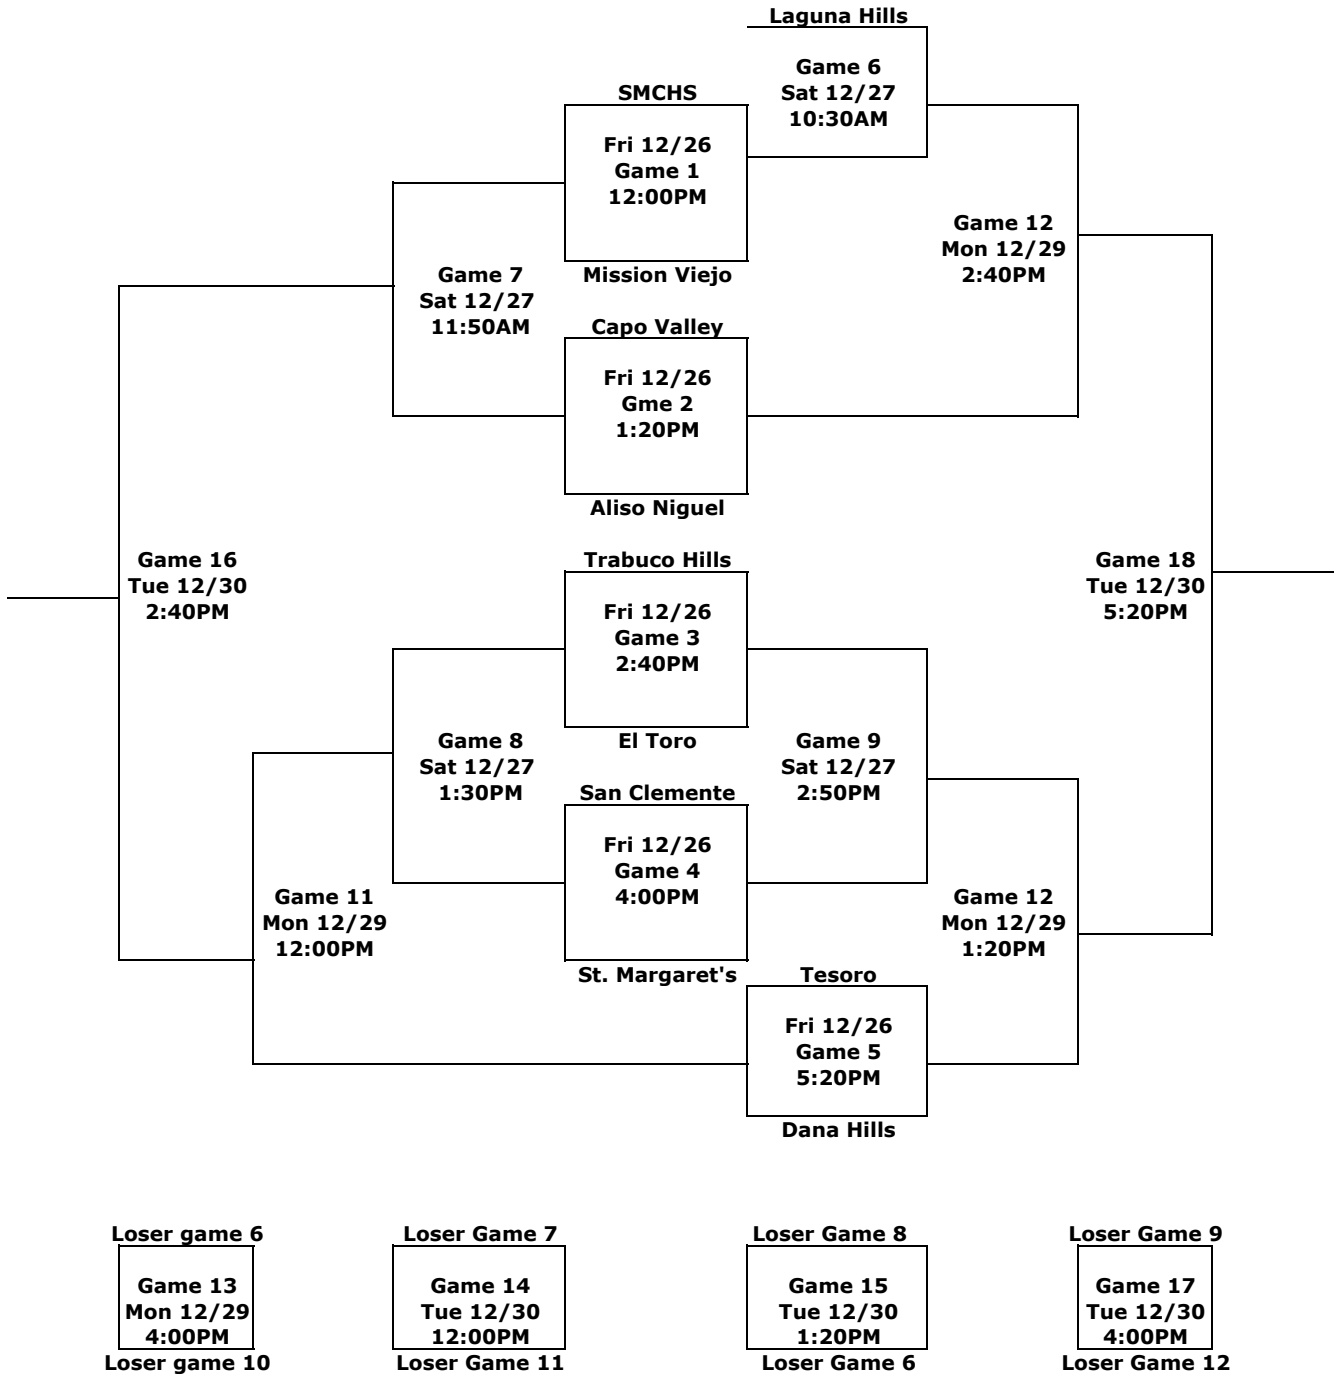 Laguna Hills
Game 6
Sat 12/27
10:30AM
SMCHS
Fri 12/26
Game 1
12:00PM
Mission Viejo
Game 12
Mon 12/29
2:40PM
Game 7
Sat 12/27
11:50AM
Capo Valley
Fri 12/26
Gme 2
1:20PM
Aliso Niguel
Game 16
Tue 12/30
2:40PM
Trabuco Hills
Fri 12/26
Game 3
2:40PM
El Toro
Game 18
Tue 12/30
5:20PM
Game 8
Sat 12/27
1:30PM
Game 9
Sat 12/27
2:50PM
San Clemente
Fri 12/26
Game 4
4:00PM
St. Margaret's
Game 11
Mon 12/29
12:00PM
Game 12
Mon 12/29
1:20PM
Tesoro
Fri 12/26
Game 5
5:20PM
Dana Hills
Loser game 6
Game 13
Mon 12/29
4:00PM
Loser game 10
Loser Game 7
Game 14
Tue 12/30
12:00PM
Loser Game 11
Loser Game 8
Game 15
Tue 12/30
1:20PM
Loser Game 6
Loser Game 9
Game 17
Tue 12/30
4:00PM
Loser Game 12